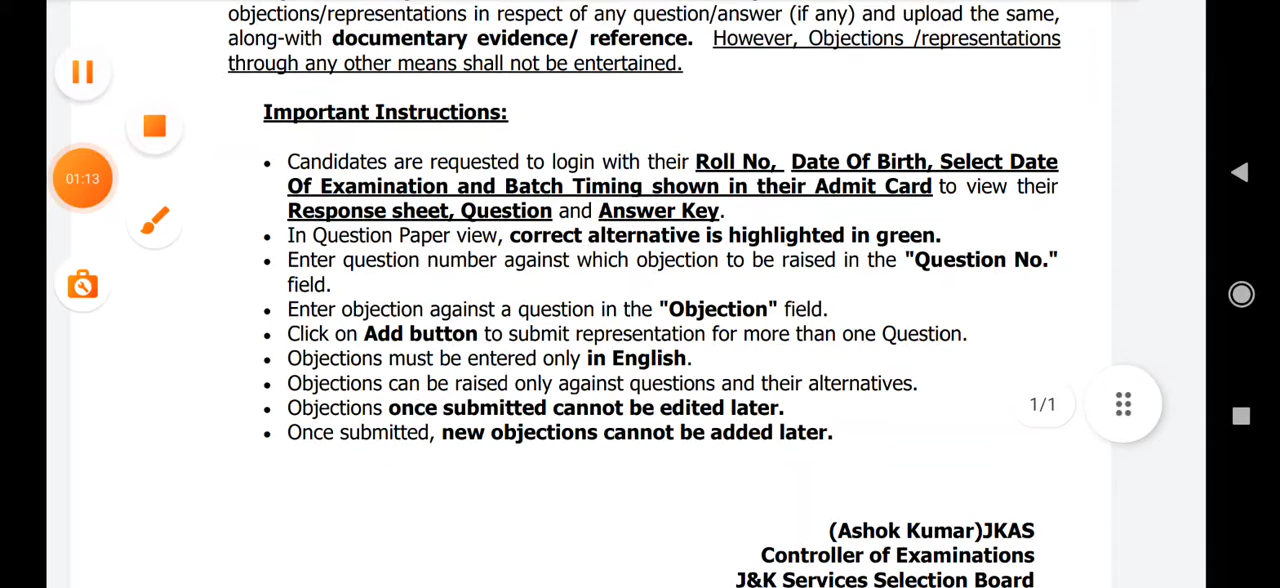 objections/representations in respect of any question/answer (if any) and upload the same,
along-with documentary evidence/ reference. However, Objections /representations
through any other means shall not be entertained.
Important Instructions:
• Candidates are requested to login with their Roll No, Date Of Birth, Select Date
Of Examination and Batch Timing shown in their Admit Card to view their
Response sheet, Question and Answer Key.
• In Question Paper view, correct alternative is highlighted in green.
• Enter question number against which objection to be raised in the "Question No."
field.
• Enter objection against a question in the "Objection" field.
• Click on Add button to submit representation for more than one Question.
• Objections must be entered only in English.
• Objections can be raised only against questions and their alternatives.
• Objections once submitted cannot be edited later.
• Once submitted, new objections cannot be added later.
(Ashok Kumar)JKAS
Controller of Examinations
J&K Services Selection Board
01:13
1/1